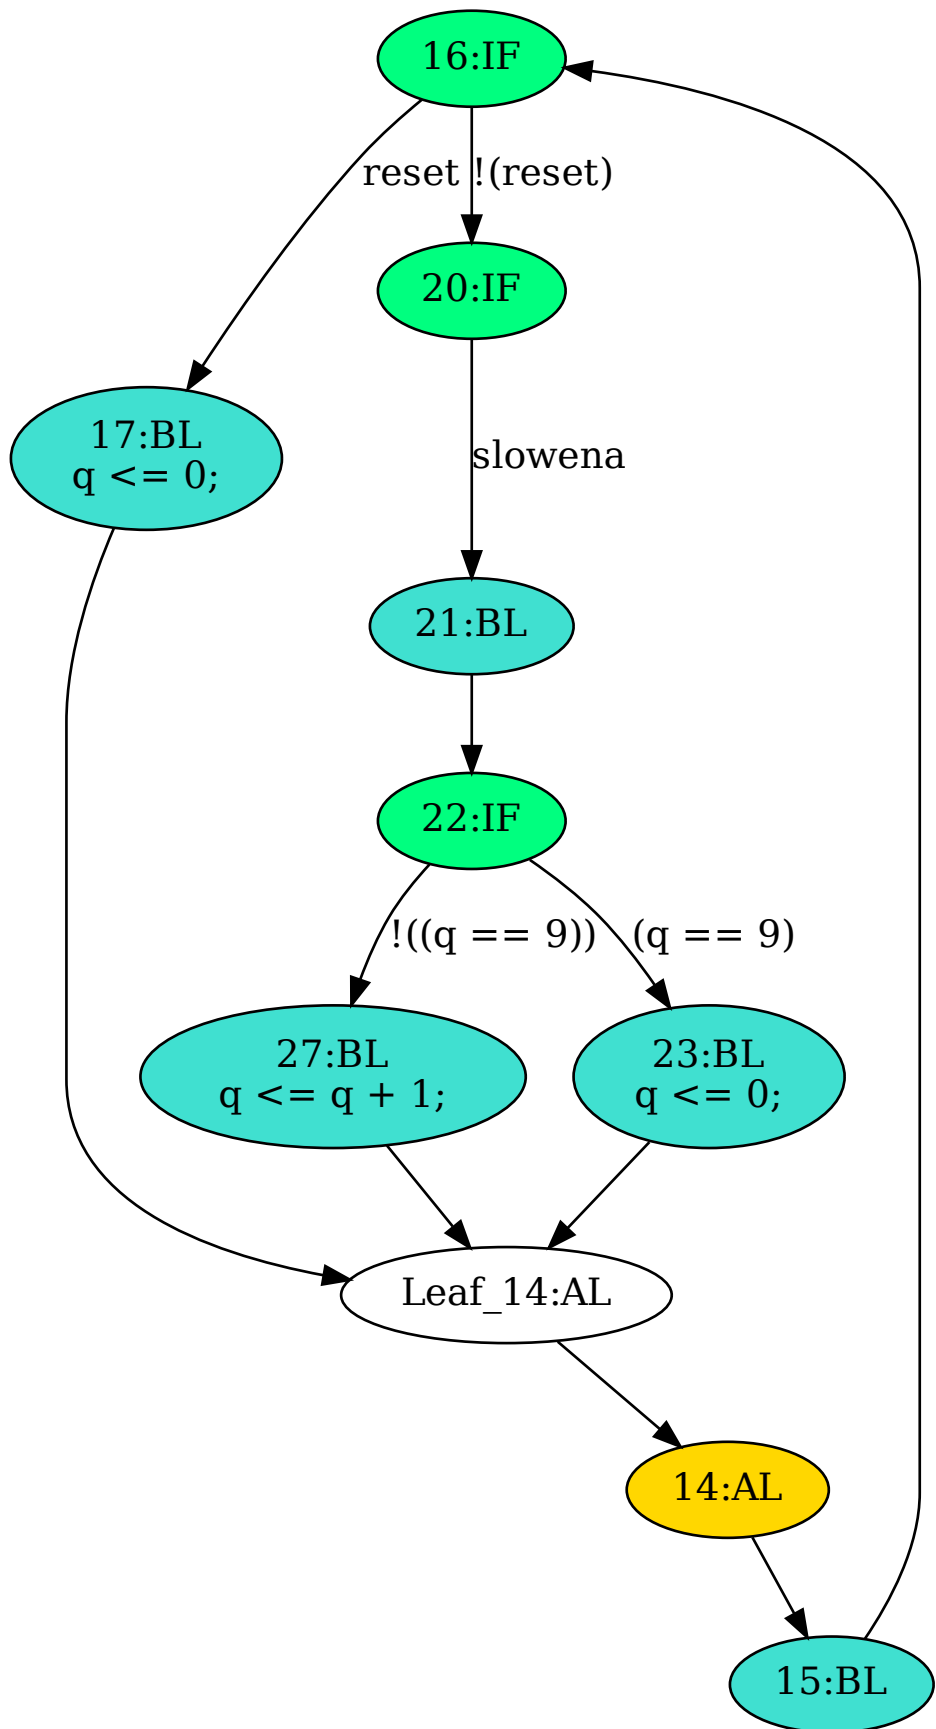 16:IF
reset
!(reset)
20:IF
17:BL
q <= 0;
slowena
21:BL
22:IF
!((q == 9))
(q == 9)
27:BL
q <= q + 1;
23:BL
q <= 0;
Leaf_14:AL
14:AL
15:BL